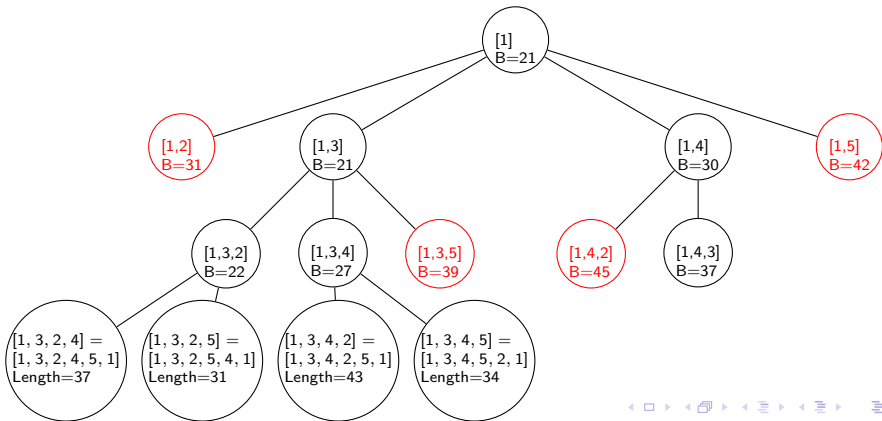 [1]
B=21
[1,2]
B=31
[1,3]
B=21
[1,4]
B=30
[1,5]
B=42
[1,3,2]
B=22
[1,3,4]
B=27
[1,3,5]
B=39
[1,4,2]
B=45
[1,4,3]
B=37
[1, 3, 2, 4] =
[1, 3, 2, 4, 5, 1]
Length=37
[1, 3, 2, 5] =
[1, 3, 2, 5, 4, 1]
Length=31
[1, 3, 4, 2] =
[1, 3, 4, 2, 5, 1]
Length=43
[1, 3, 4, 5] =
[1, 3, 4, 5, 2, 1]
Length=34